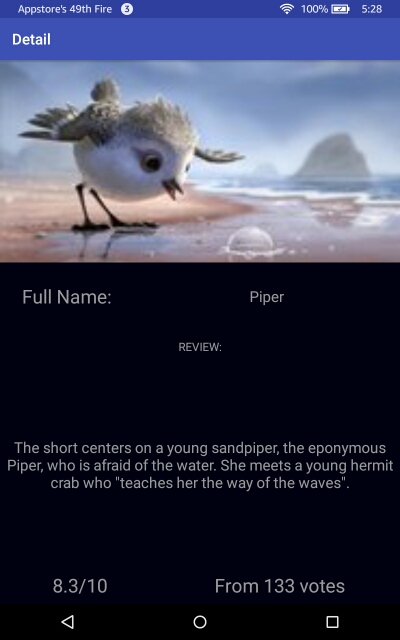 Appstore's 49th Fire 3 100% 5:28
Detail
Full Name: Piper
REVIEW:
The short centers on a young sandpiper, the eponymous
Piper, who is afraid of the water. She meets a young hermit
crab who "teaches her the way of the waves".
8.3/10 From 133 votes